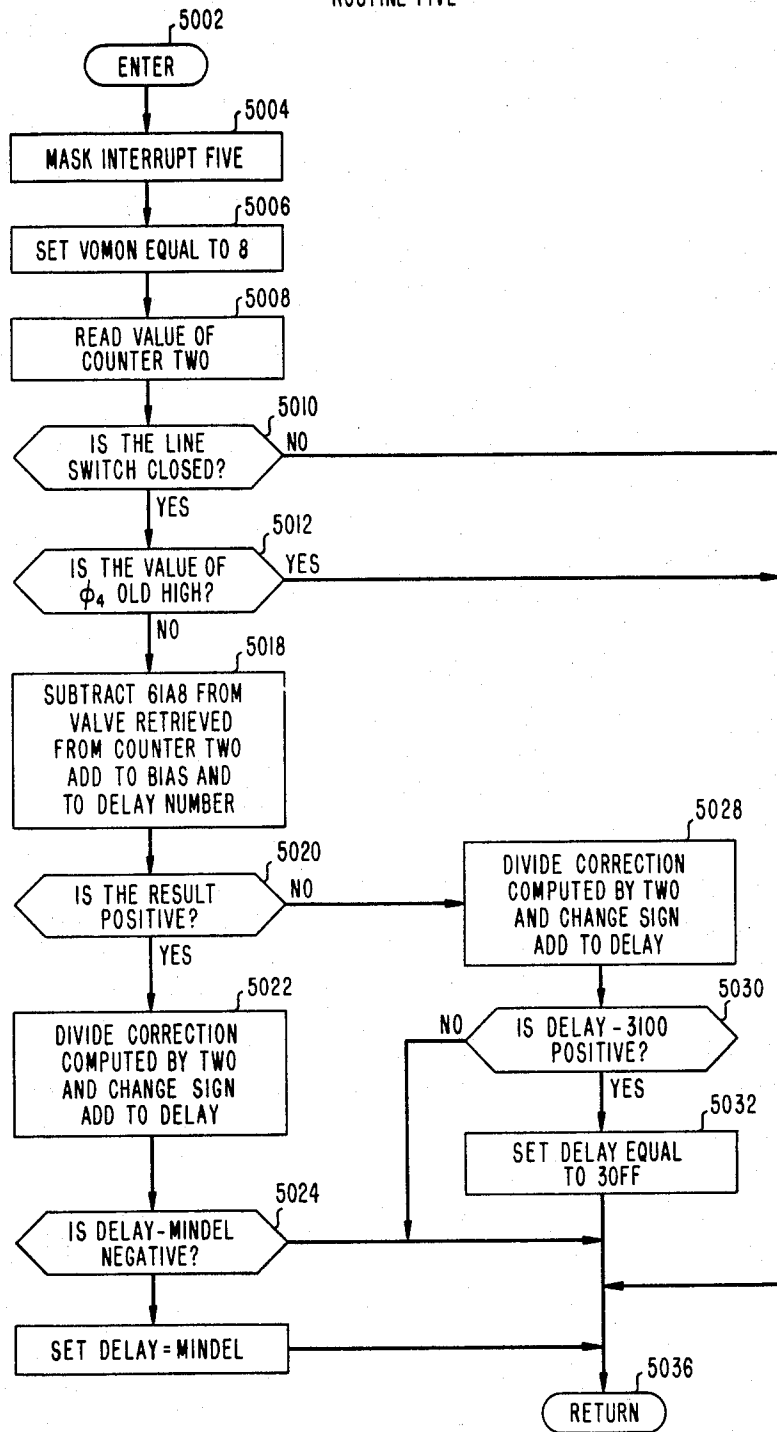 ROUTINE FIVE
5002
ENTER
5004
MASK INTERRUPT FIVE
5006
SET VOMON EQUAL TO 8
5008
READ VALUE OF
COUNTER TWO
5010
IS THE LINE
SWITCH CLOSED?
NO
YES
5012
IS THE VALUE OF
ϕ4 OLD HIGH?
YES
NO
5018
SUBTRACT 61A8 FROM
VALVE RETRIEVED
FROM COUNTER TWO
ADD TO BIAS AND
TO DELAY NUMBER
5020
IS THE RESULT
POSITIVE?
NO
YES
5028
DIVIDE CORRECTION
COMPUTED BY TWO
AND CHANGE SIGN
ADD TO DELAY
5022
DIVIDE CORRECTION
COMPUTED BY TWO
AND CHANGE SIGN
ADD TO DELAY
5030
NO
IS DELAY-3100
POSITIVE?
YES
5032
SET DELAY EQUAL
TO 30FF
5024
IS DELAY-MINDEL
NEGATIVE?
SET DELAY=MINDEL
5036
RETURN